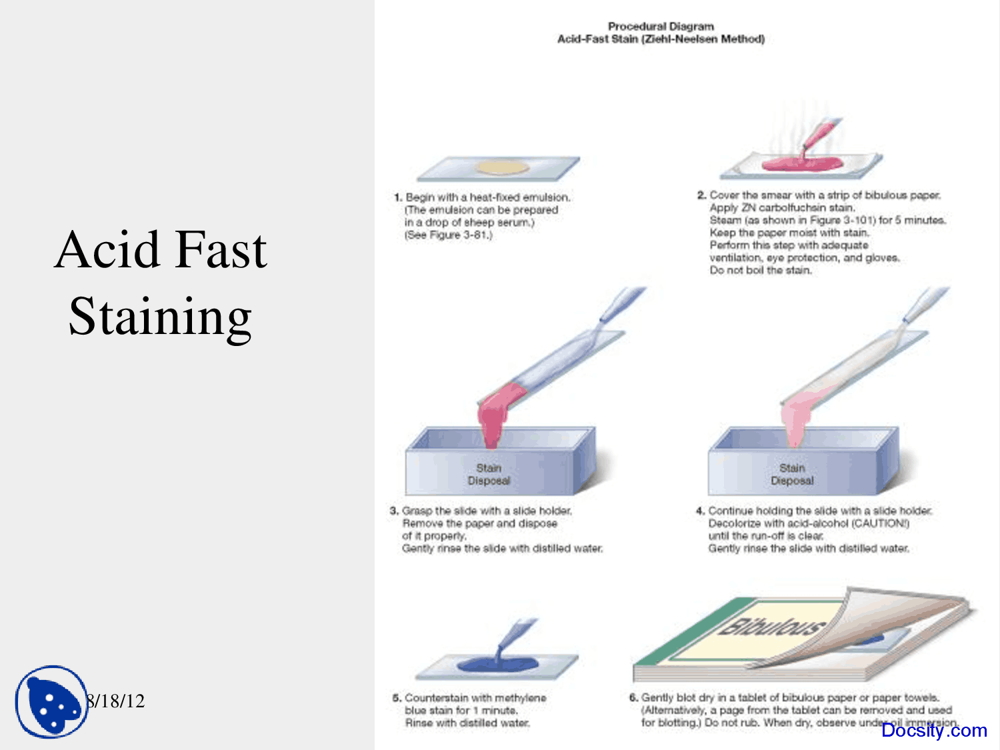 Acid Fast
Staining
8/18/12
Procedural Diagram
Acid-Fast Stain (Ziehl-Neelsen Method)
1. Begin with a heat-fixed emulsion.
(The emulsion can be prepared
in a drop of sheep serum.)
(See Figure 3-81.)
2. Cover the smear with a strip of bibulous paper.
Apply ZN carbolfuchsin stain.
Steam (as shown in Figure 3-101) for 5 minutes.
Keep the paper moist with stain.
Perform this step with adequate
ventilation, eye protection, and gloves.
Do not boil the stain.
Stain
Disposal
3. Grasp the slide with a slide holder.
Remove the paper and dispose
of it properly.
Gently rinse the slide with distilled water.
Stain
Disposal
4. Continue holding the slide with a slide holder.
Decolorize with acid-alcohol (CAUTION!)
until the run-off is clear.
Gently rinse the slide with distilled water.
5. Counterstain with methylene
blue stain for 1 minute.
Rinse with distilled water.
Bibulous
6. Gently blot dry in a tablet of bibulous paper or paper towels.
(Alternatively, a page from the tablet can be removed and used
for blotting.) Do not rub. When dry, observe under oil immersion.
Docsity.com